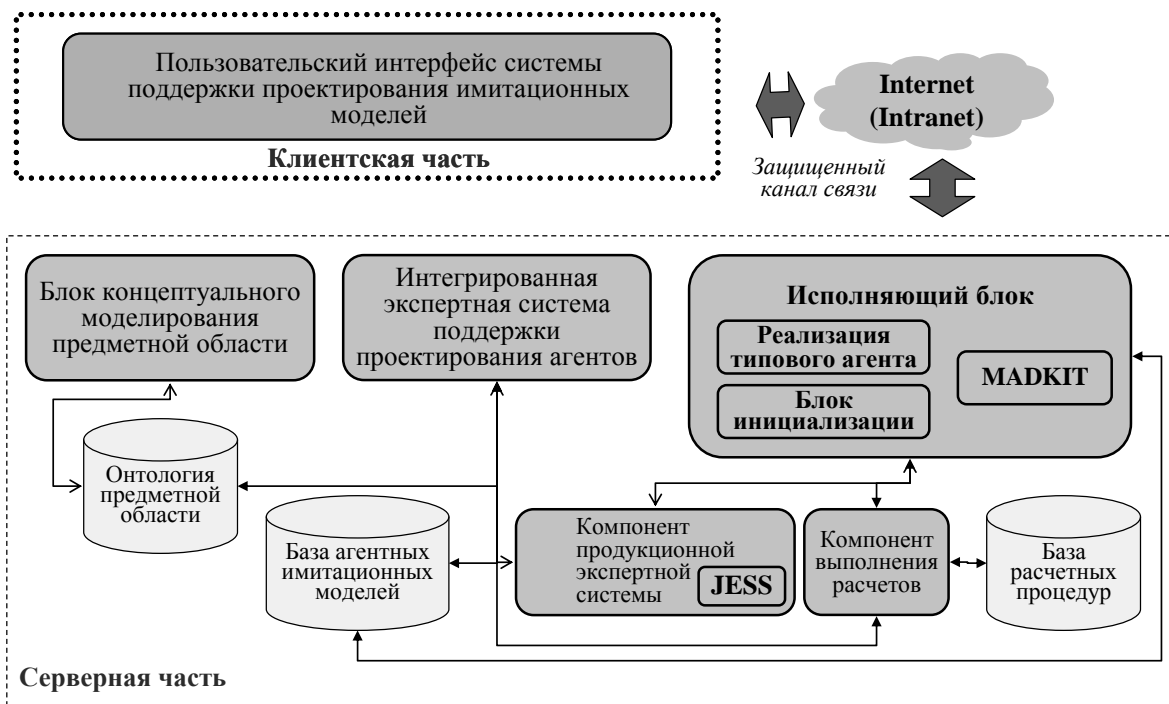 Пользовательский интерфейс системы
поддержки проектирования имитационных
моделей
Клиентская часть
Internet
(Intranet)
Защищенный
канал связи
Блок концептуального
моделирования
предметной области
Интегрированная
экспертная система
поддержки
проектирования агентов
Исполняющий блок
Реализация
типового агента
MADKIT
Блок
инициализации
Онтология
предметной
области
База агентных
имитационных
моделей
Компонент
продукционной
экспертной
системы
JESS
Компонент
выполнения
расчетов
База
расчетных
процедур
Серверная часть